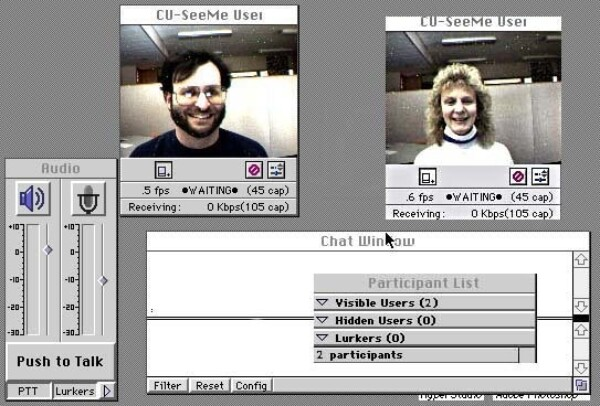 CU-SeeMe User
CU-SeeMe User
.5 fps ●WAITING● (45 cap)
Receiving: 0 Kbps(105 cap)
.6 fps ●WAITING● (45 cap)
Receiving: 0 Kbps(105 cap)
Audio
+10 +10
0 0
-10 -10
-20 -20
-30 -30
Push to Talk
PTT Lurkers
Chat Window
:
Participant List
Visible Users (2)
Hidden Users (0)
Lurkers (0)
2 participants
Filter Reset Config
HyperStudio Adobe Photoshop